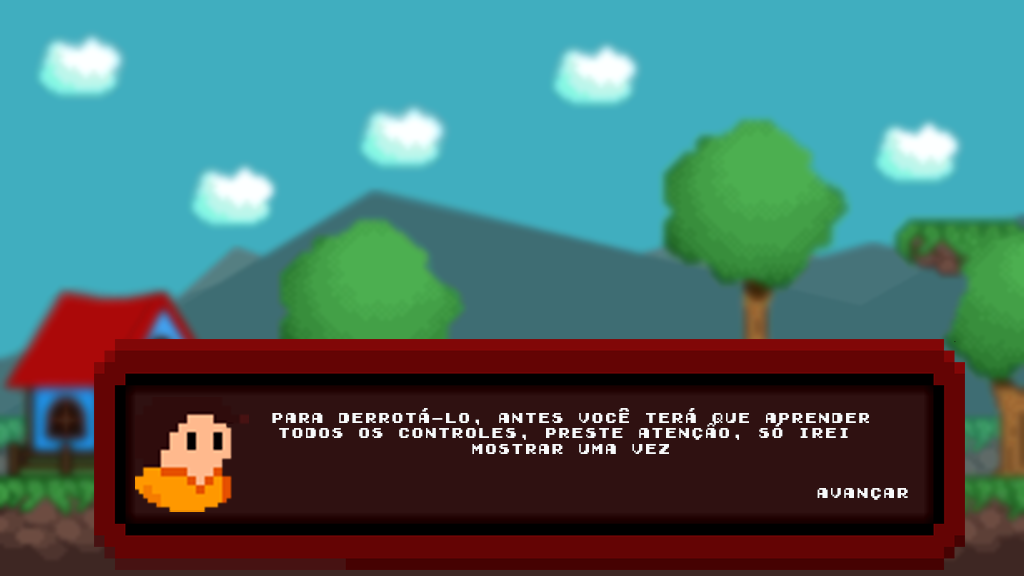 PARA DERROTÁ-LO, ANTES VOCÊ TERÁ QUE APRENDER
TODOS OS CONTROLES, PRESTE ATENÇÃO, SÓ IREI
MOSTRAR UMA VEZ
AVANÇAR